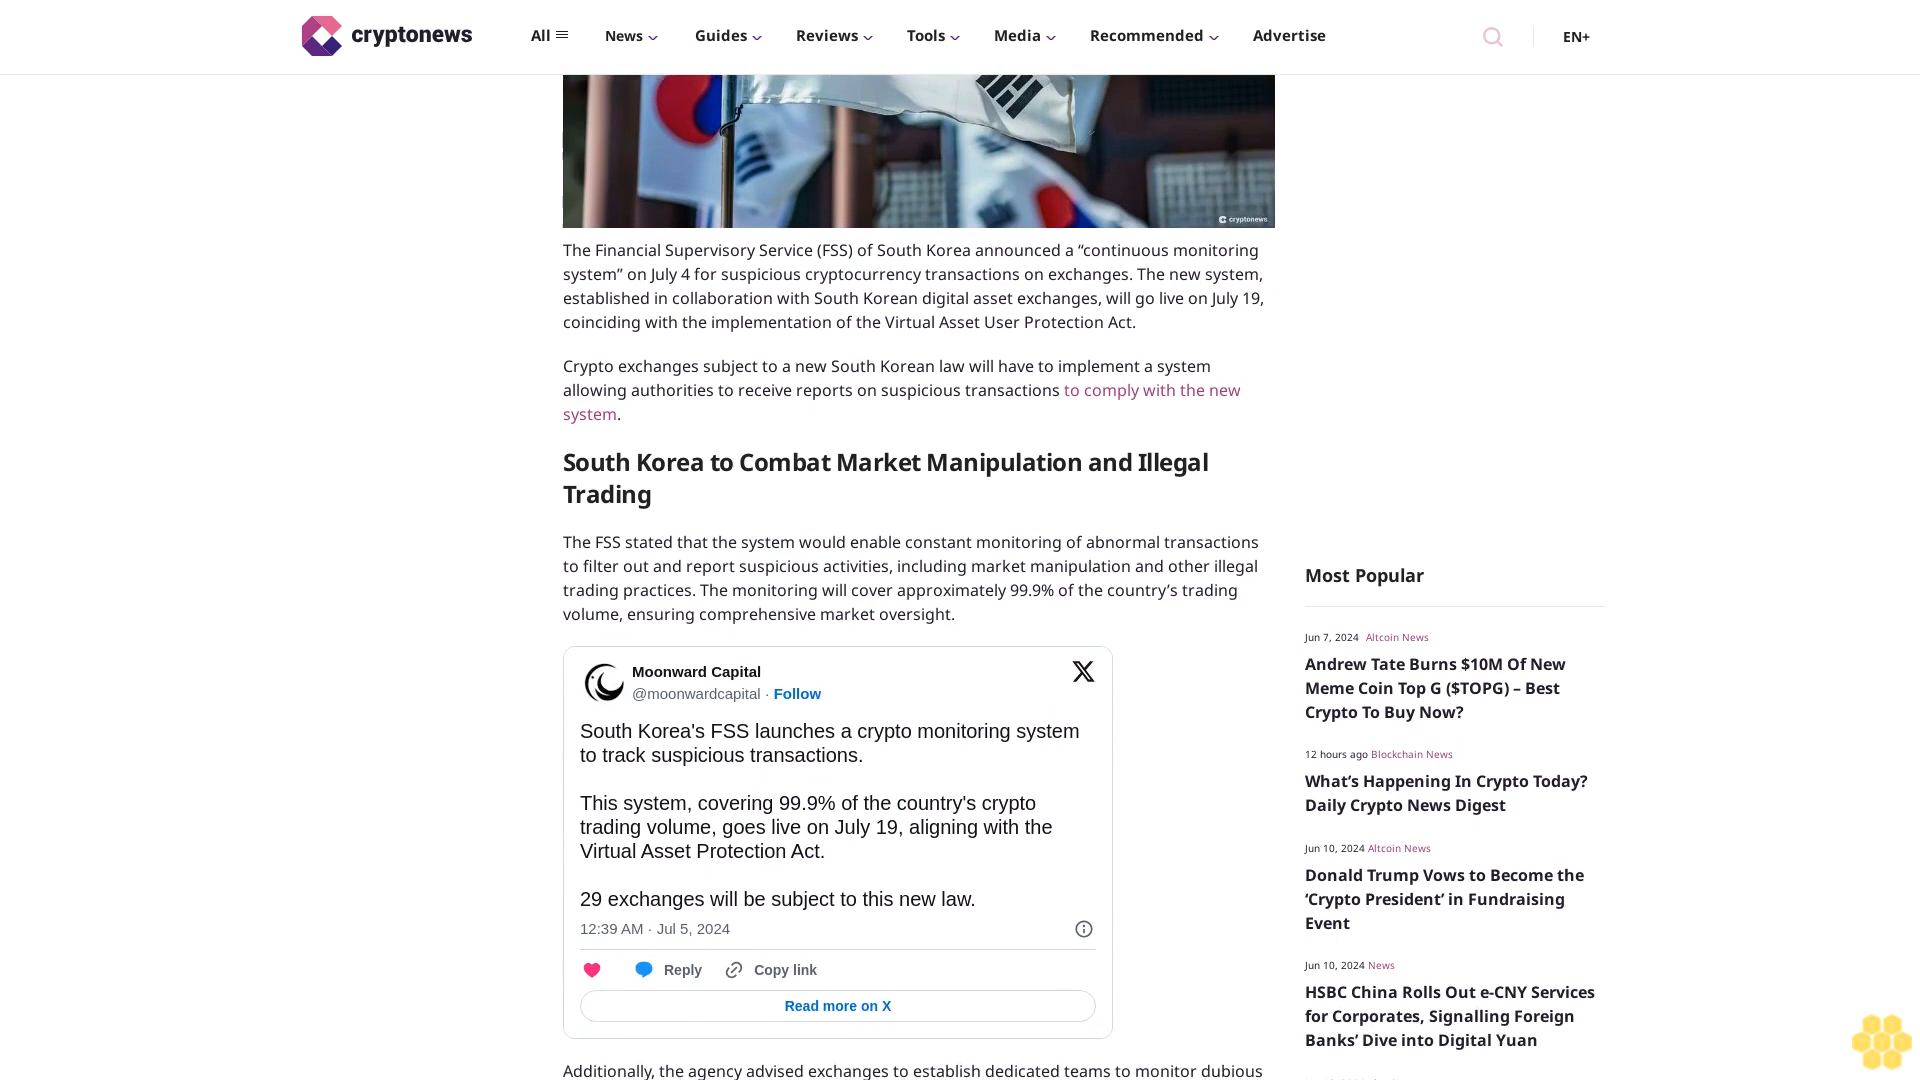 cryptonews
All
News
Guides
Reviews
Tools
Media
Recommended
Advertise
EN+
cryptonews
The Financial Supervisory Service (FSS) of South Korea announced a “continuous monitoring
system” on July 4 for suspicious cryptocurrency transactions on exchanges. The new system,
established in collaboration with South Korean digital asset exchanges, will go live on July 19,
coinciding with the implementation of the Virtual Asset User Protection Act.
Crypto exchanges subject to a new South Korean law will have to implement a system
allowing authorities to receive reports on suspicious transactions to comply with the new
system.
South Korea to Combat Market Manipulation and Illegal
Trading
The FSS stated that the system would enable constant monitoring of abnormal transactions
to filter out and report suspicious activities, including market manipulation and other illegal
trading practices. The monitoring will cover approximately 99.9% of the country’s trading
volume, ensuring comprehensive market oversight.
Moonward Capital
@moonwardcapital · Follow
South Korea's FSS launches a crypto monitoring system
to track suspicious transactions.
This system, covering 99.9% of the country's crypto
trading volume, goes live on July 19, aligning with the
Virtual Asset Protection Act.
29 exchanges will be subject to this new law.
12:39 AM · Jul 5, 2024
Reply
Copy link
Read more on X
Additionally, the agency advised exchanges to establish dedicated teams to monitor dubious
Most Popular
Jun 7, 2024 Altcoin News
Andrew Tate Burns $10M Of New
Meme Coin Top G ($TOPG) – Best
Crypto To Buy Now?
12 hours ago Blockchain News
What’s Happening In Crypto Today?
Daily Crypto News Digest
Jun 10, 2024 Altcoin News
Donald Trump Vows to Become the
‘Crypto President’ in Fundraising
Event
Jun 10, 2024 News
HSBC China Rolls Out e-CNY Services
for Corporates, Signalling Foreign
Banks’ Dive into Digital Yuan